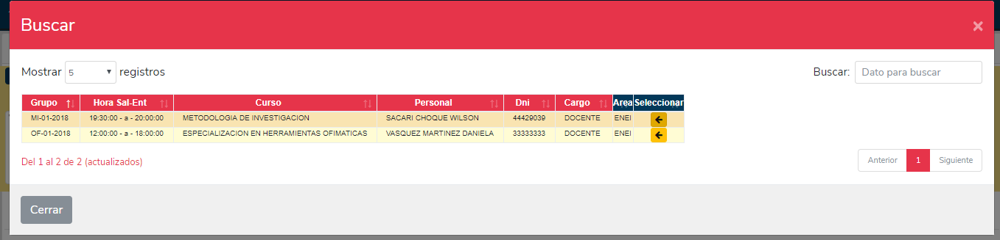 Buscar ×
Mostrar 5 registros Buscar: Dato para buscar
Grupo Hora Sal-Ent Curso Personal Dni Cargo Area Seleccionar
MI-01-2018 19:30:00 - a - 20:00:00 METODOLOGIA DE INVESTIGACION SACARI CHOQUE WILSON 44429039 DOCENTE ENEI
OF-01-2018 12:00:00 - a - 18:00:00 ESPECIALIZACION EN HERRAMIENTAS OFIMATICAS VASQUEZ MARTINEZ DANIELA 33333333 DOCENTE ENEI
Del 1 al 2 de 2 (actualizados) Anterior 1 Siguiente
Cerrar